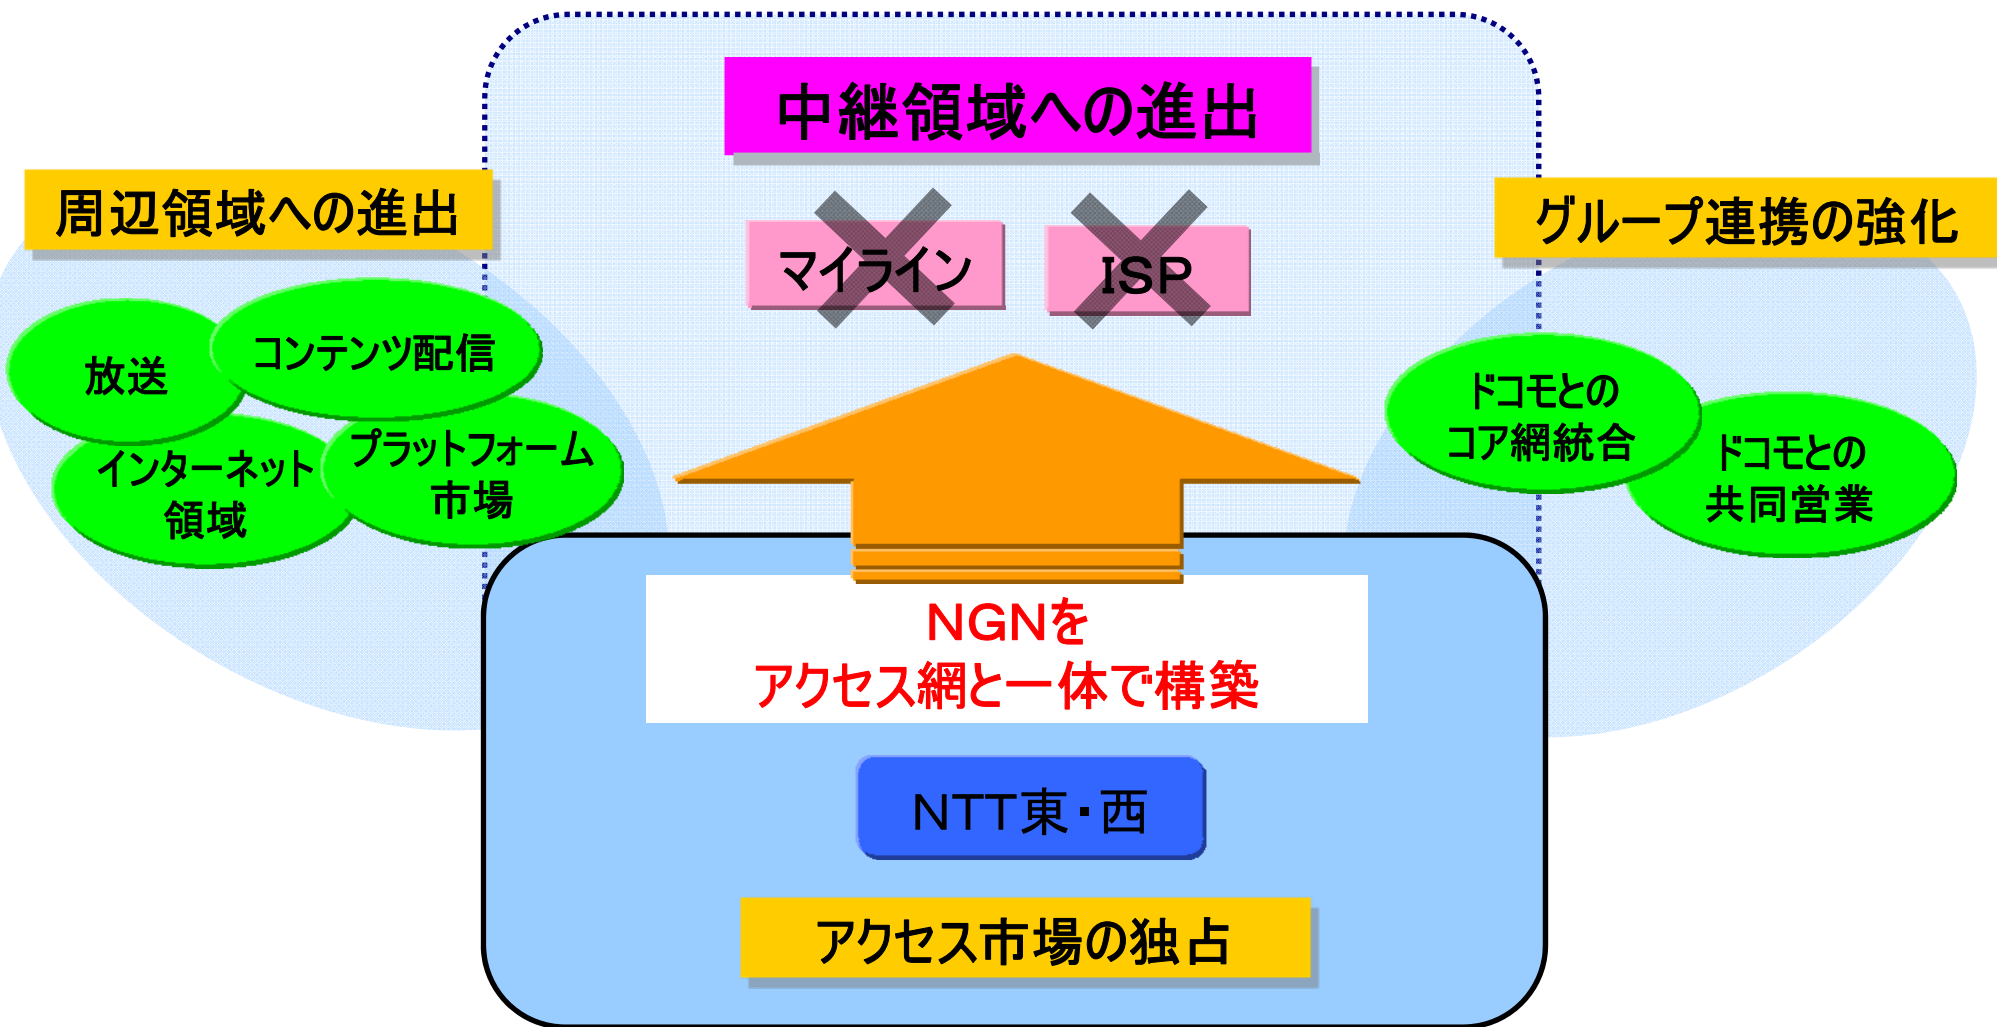 中継領域への進出
周辺領域への進出
グループ連携の強化
マイライン
ISP
放送
コンテンツ配信
インターネット
領域
プラットフォーム
市場
ドコモとの
コア網統合
ドコモとの
共同営業
NGNを
アクセス網と一体で構築
NTT東・西
アクセス市場の独占